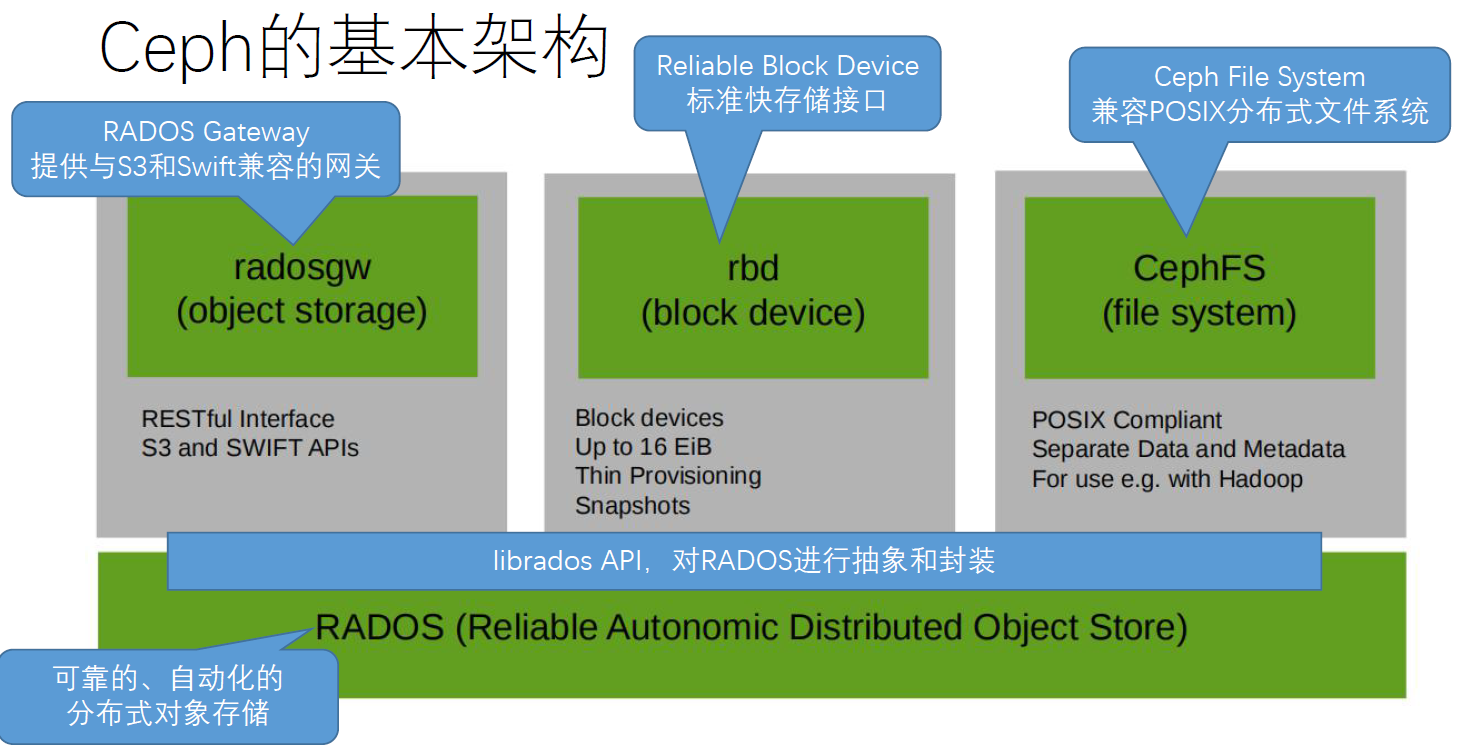 Ceph的基本架构
RADOS Gateway
提供与S3和Swift兼容的网关
Reliable Block Device
标准快存储接口
Ceph File System
兼容POSIX分布式文件系统
radosgw
(object storage)
RESTful Interface
S3 and SWIFT APIs
rbd
(block device)
Block devices
Up to 16 EiB
Thin Provisioning
Snapshots
CephFS
(file system)
POSIX Compliant
Separate Data and Metadata
For use e.g. with Hadoop
librados API，对RADOS进行抽象和封装
RADOS (Reliable Autonomic Distributed Object Store)
可靠的、自动化的
分布式对象存储